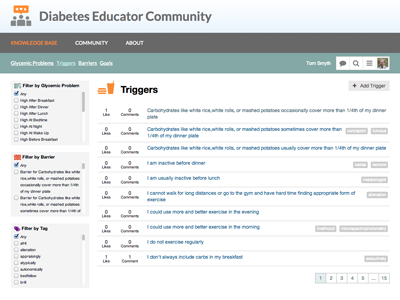 Diabetes Educator Community
KNOWLEDGE BASE COMMUNITY ABOUT
Glycemic Problems Triggers Barriers Goals
Tom Smyth
Filter by Glycemic Problem
Any
High After Breakfast
High After Dinner
High After Lunch
High At Bedtime
High At Night
High At Wake Up
High Before Breakfast
Filter by Barrier
Any
Barrier for Carbohydrates like white
rice,white rolls, or mashed potatoes
occasionally cover more than 1/4th of
my dinner plate
Barrier for Carbohydrates like white
rice,white rolls, or mashed potatoes
sometimes cover more than 1/4th of
Filter by Tag
Any
alienation
appraisingly
atypically
autonomically
bedfellow
brill
Triggers
+ Add Trigger
1 Likes 0 Comments
Carbohydrates like white rice,white rolls, or mashed potatoes occasionally cover more than 1/4th of my dinner
plate
0 Likes 0 Comments
Carbohydrates like white rice,white rolls, or mashed potatoes sometimes cover more than 1/4th of my
dinner plate
0 Likes 0 Comments
Carbohydrates like white rice,white rolls, or mashed potatoes usually cover more than 1/4th of my dinner plate
0 Likes 0 Comments
I am inactive before dinner
0 Likes 0 Comments
I am usually inactive before lunch
0 Likes 0 Comments
I cannot walk for long distances or go to the gym and have hard time finding appropriate form of
exercise
0 Likes 0 Comments
I could use more and better exercise in the evening
0 Likes 0 Comments
I could use more and better exercise in the morning
0 Likes 0 Comments
I do not exercise regularly
1 Likes 1 Comment
I don't always include carbs in my breakfast
1 2 3 4 5 ... 15